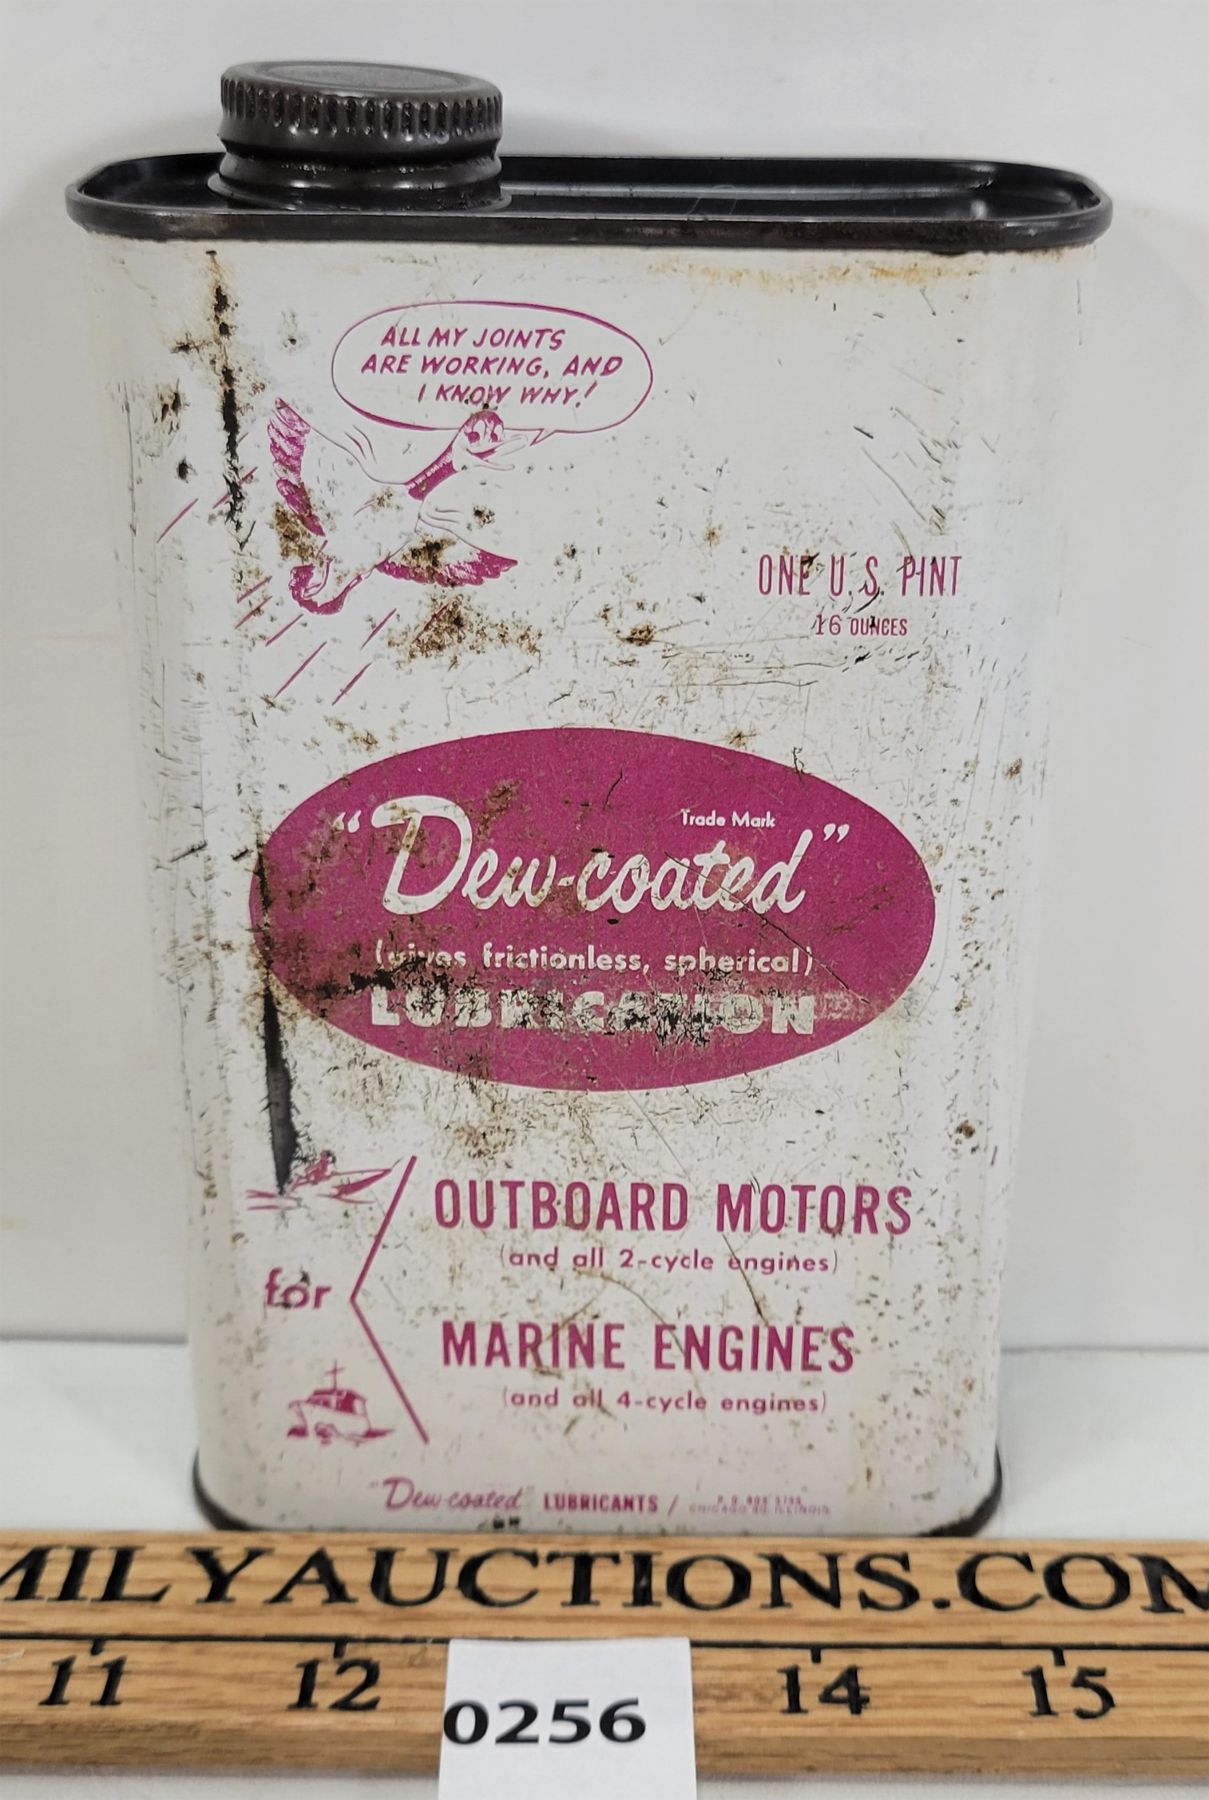 ALL MY JOINTS
ARE WORKING, AND
I KNOW WHY!
ONE U.S. PINT
16 OUNCES
Trade Mark
"Dew-coated"
(gives frictionless, spherical)
LUBRICATION
OUTBOARD MOTORS
(and all 2-cycle engines)
for
MARINE ENGINES
(and all 4-cycle engines)
"Dew-coated" LUBRICANTS /
MILYAUCTIONS.COM
11 12 14 15
0256